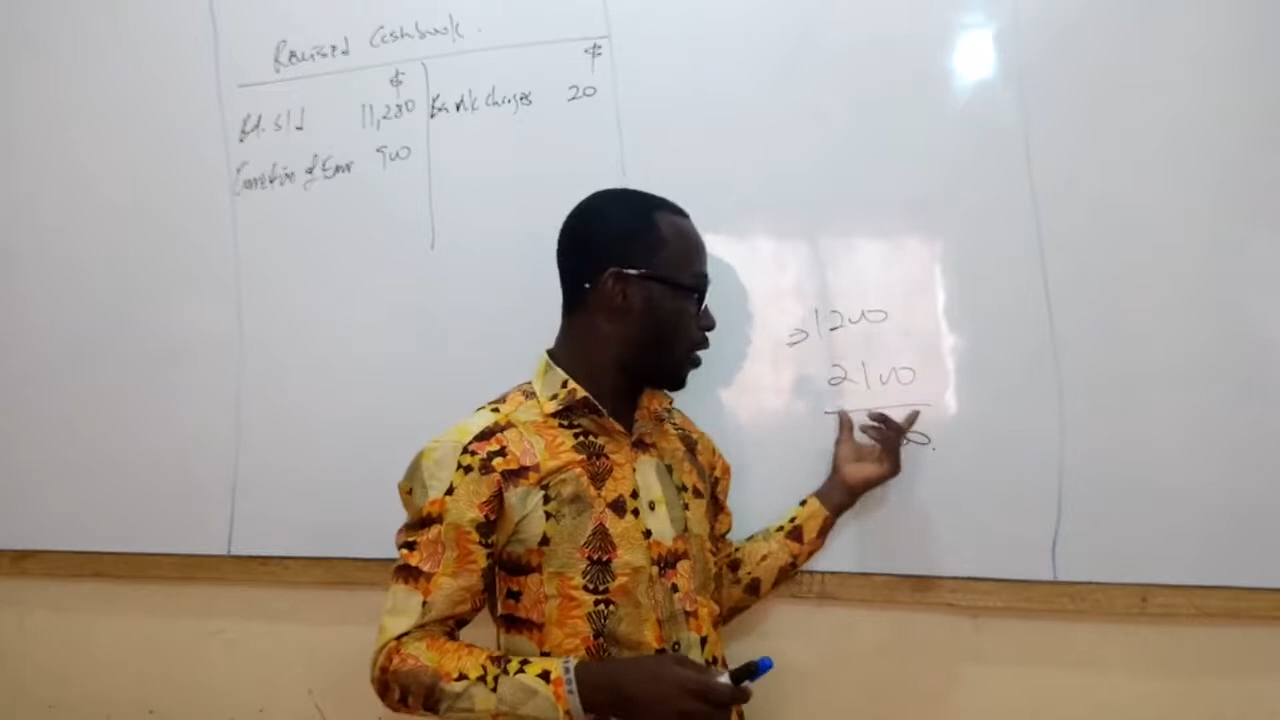 Revised Cashbook.
¢ ¢
Bal. b/d 11,280 Bank charges 20
Correction of Error 900
1200
2100